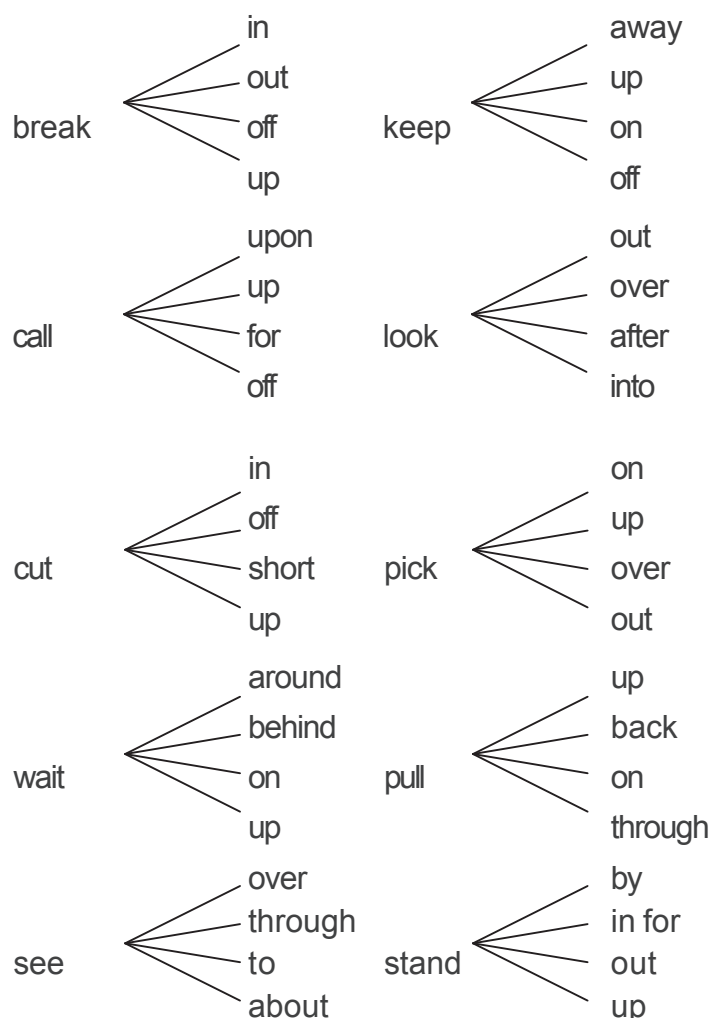 in
out
break
off
up
away
up
keep
on
off
upon
up
call
for
off
out
over
look
after
into
in
off
cut
short
up
on
up
pick
over
out
around
behind
wait
on
up
up
back
pull
on
through
over
through
see
to
about
by
in for
stand
out
up